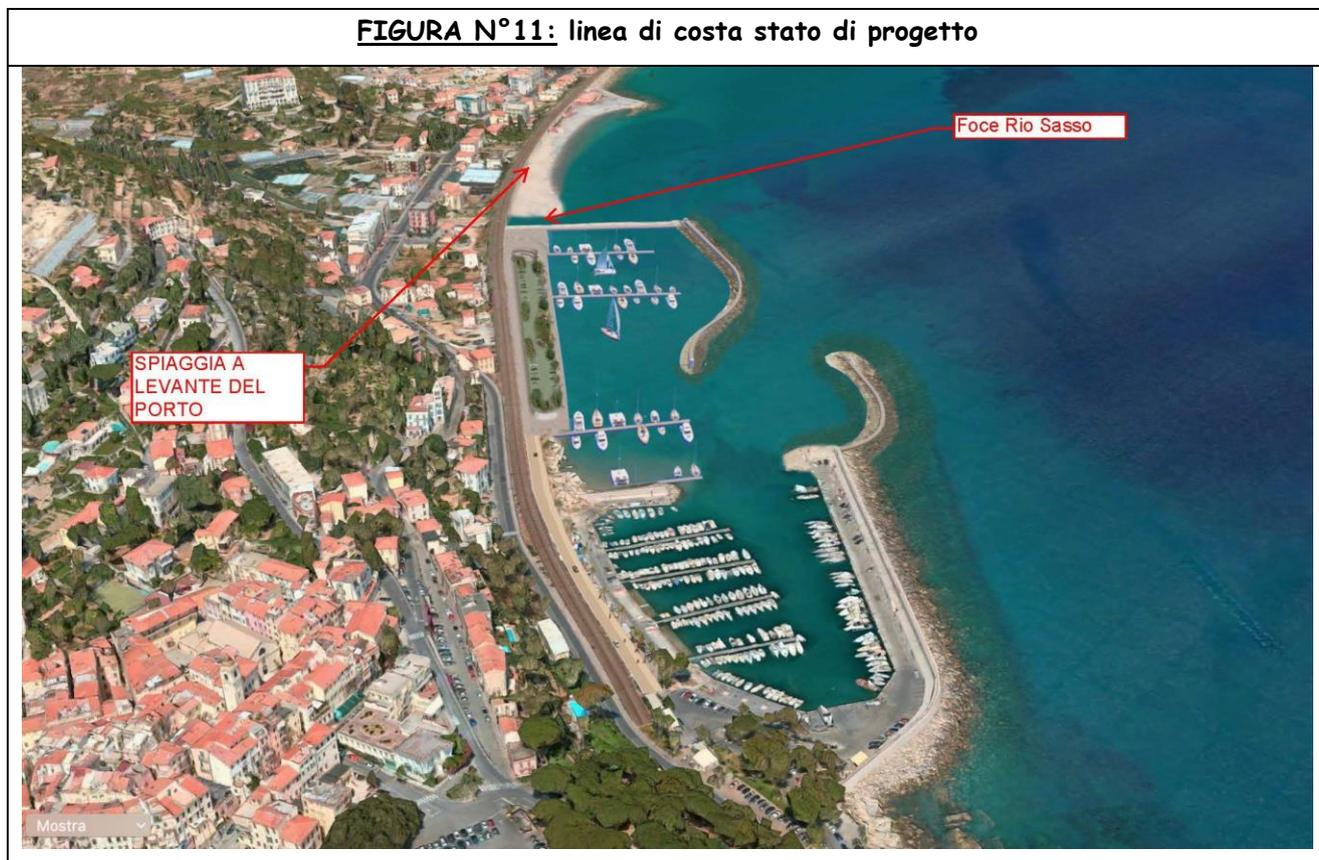 FIGURA N°11: linea di costa stato di progetto
Foce Rio Sasso
SPIAGGIA A
LEVANTE DEL
PORTO
Mostra